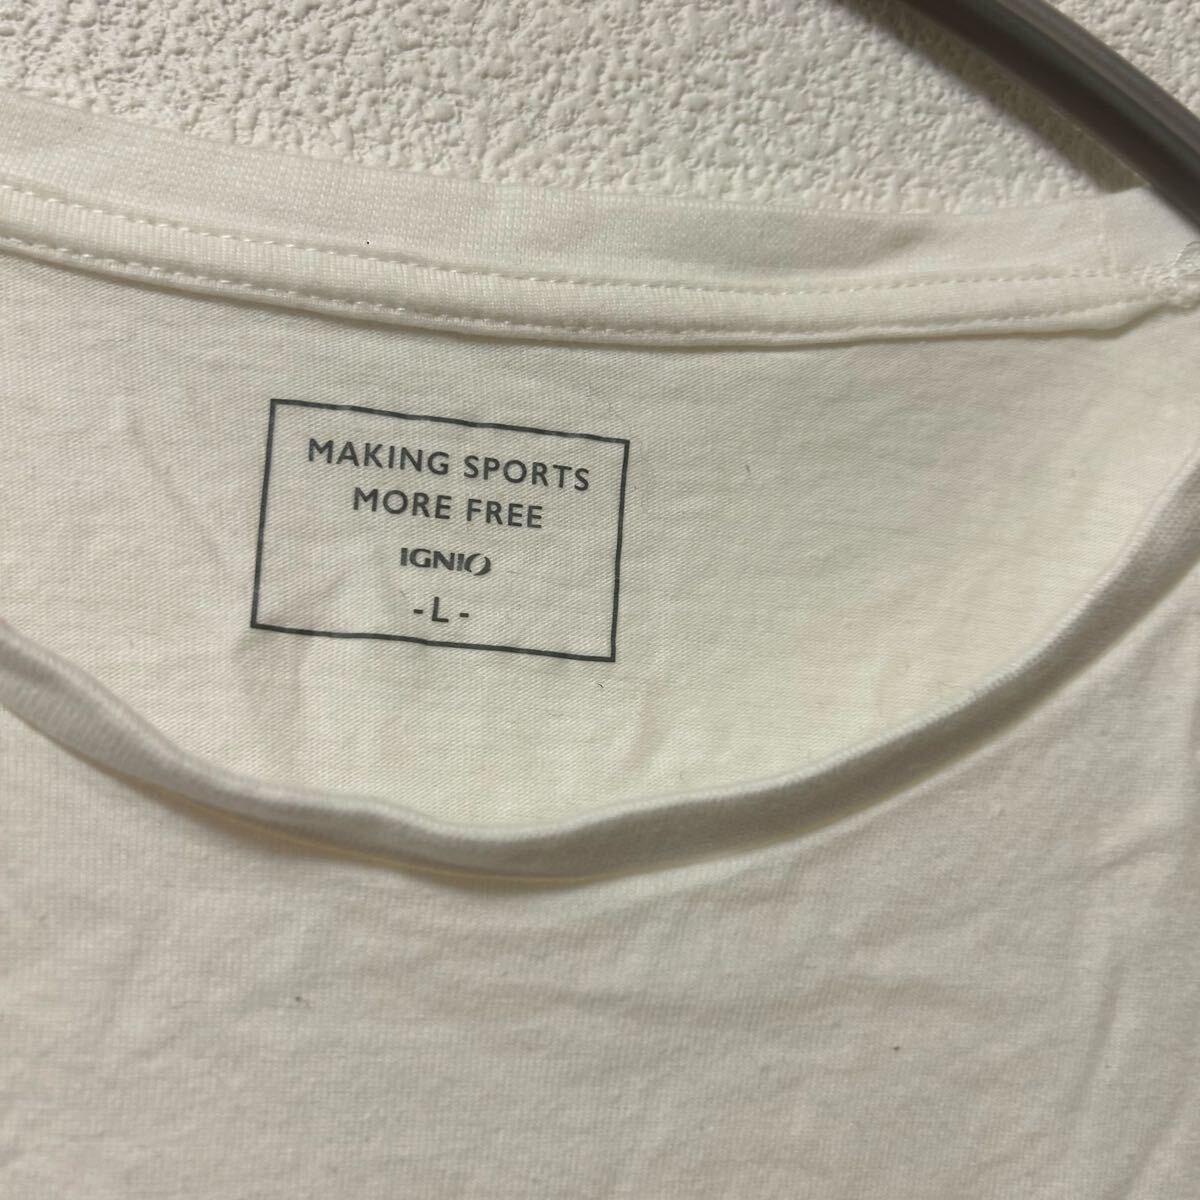 MAKING SPORTS
MORE FREE
IGNIO
-L-